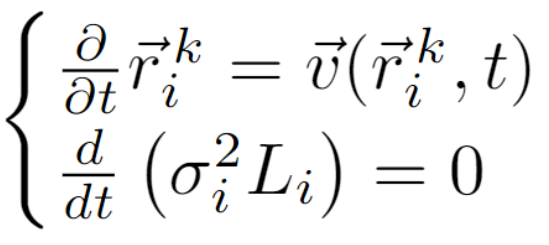 ∂/∂t r⃗ᵢᵏ = v⃗(r⃗ᵢᵏ, t)
d/dt (σᵢ² Lᵢ) = 0